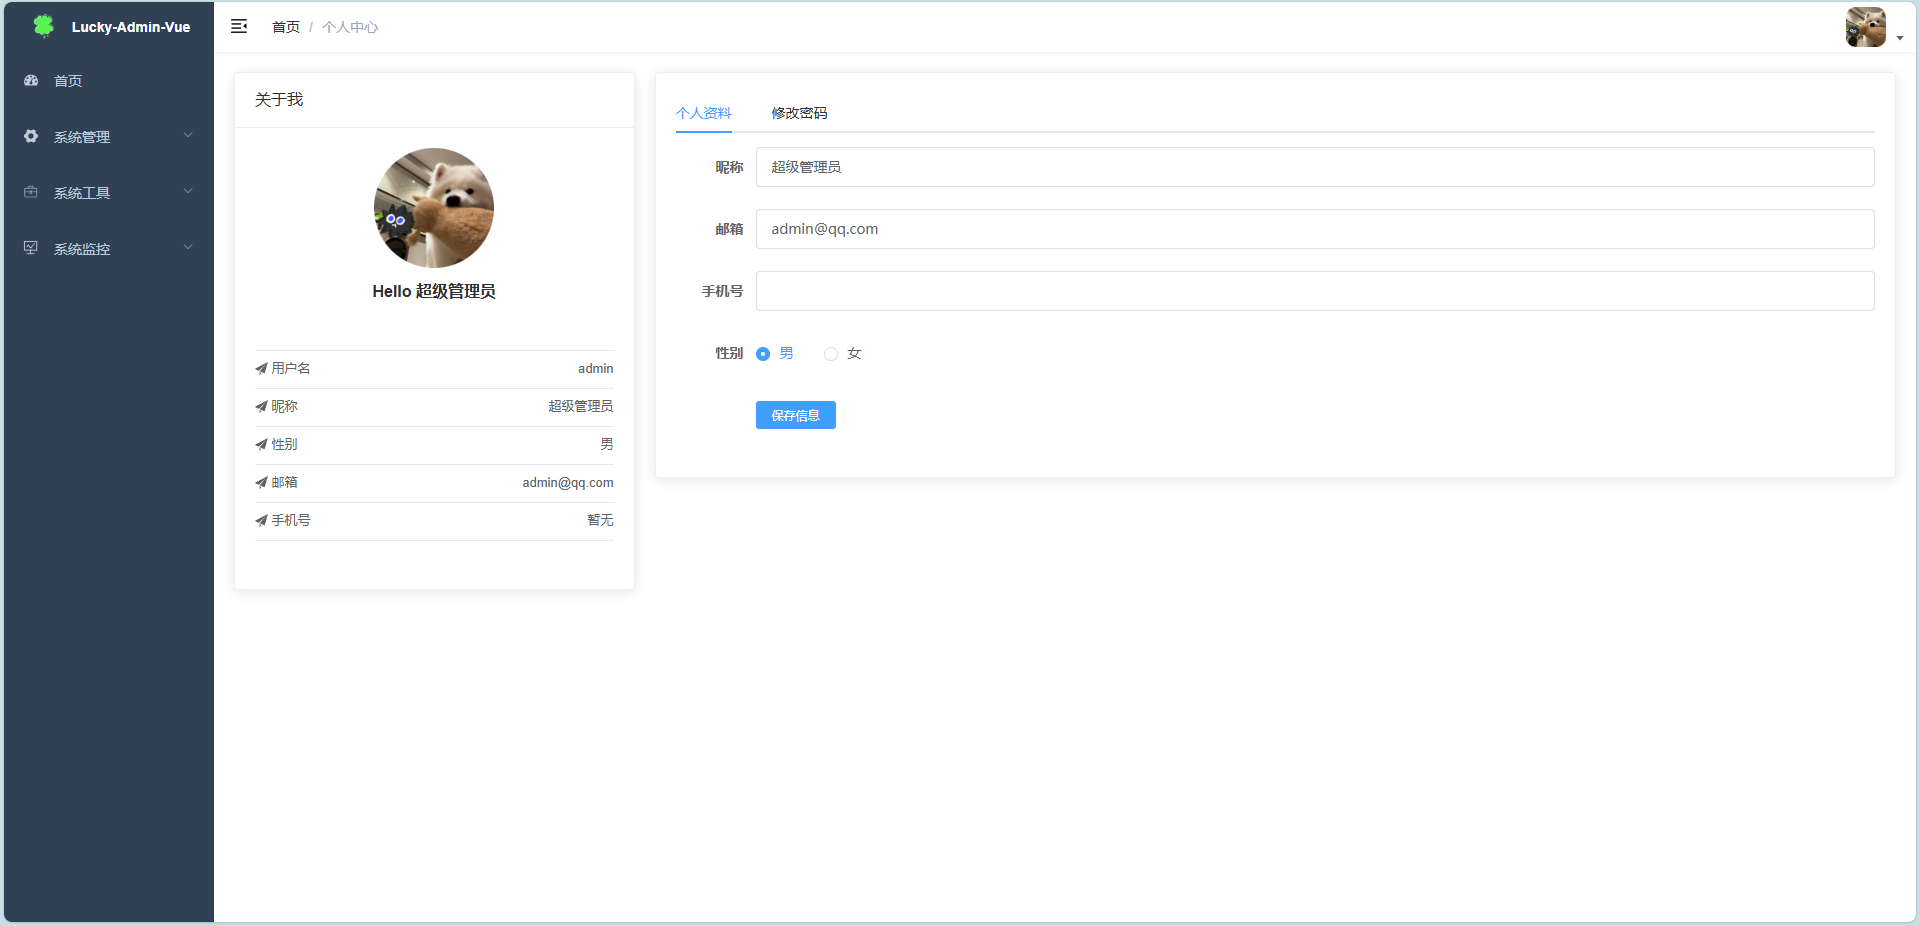 Lucky-Admin-Vue
首页
系统管理
系统工具
系统监控
首页 / 个人中心
关于我
Hello 超级管理员
用户名 admin
昵称 超级管理员
性别 男
邮箱 admin@qq.com
手机号 暂无
个人资料 修改密码
昵称 超级管理员
邮箱 admin@qq.com
手机号
性别 男 女
保存信息